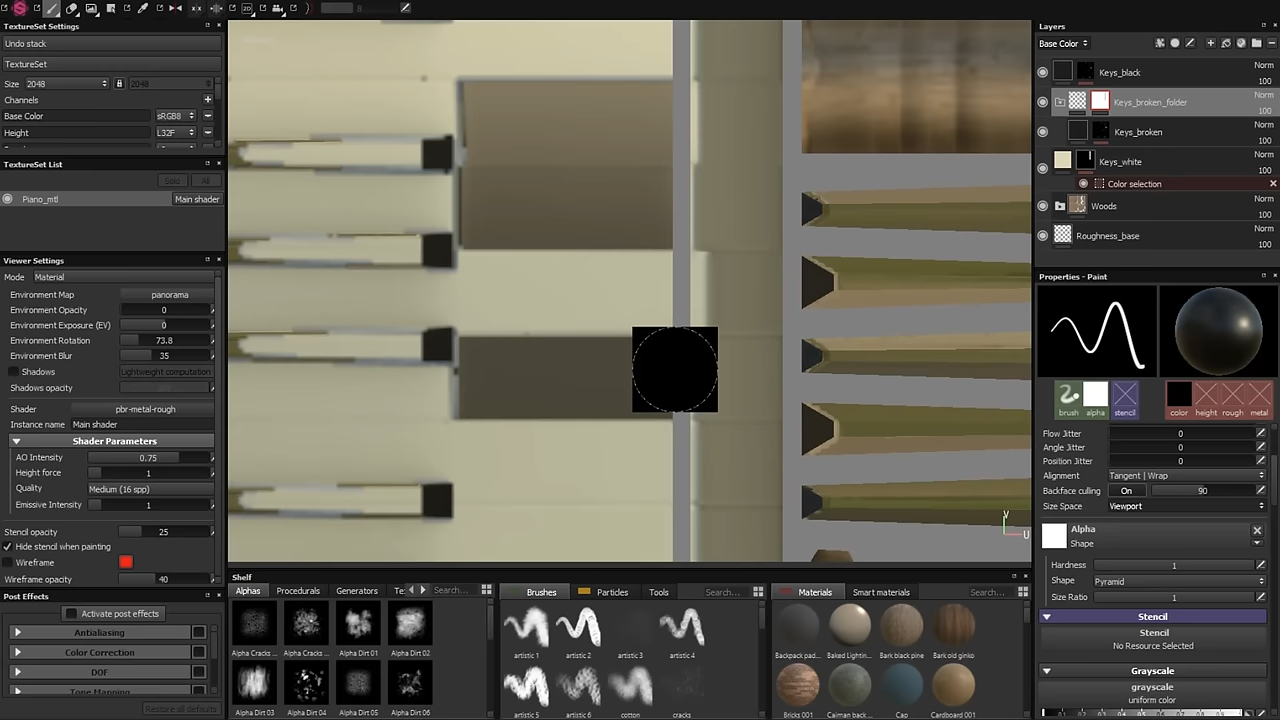 2D
8
TextureSet Settings
Undo stack
TextureSet
Size 2048 2048
Channels
Base Color sRGB8
Height L32F
TextureSet List
Solo All
Piano_mtl Main shader
Viewer Settings
Mode Material
Environment Map panorama
Environment Opacity 0
Environment Exposure (EV) 0
Environment Rotation 73.8
Environment Blur 35
Shadows Lightweight computation
Shadows opacity
Shader pbr-metal-rough
Instance name Main shader
Shader Parameters
AO Intensity 0.75
Height force 1
Quality Medium (16 spp)
Emissive Intensity 1
Stencil opacity 25
Hide stencil when painting
Wireframe
Wireframe opacity 40
Post Effects
Activate post effects
Antialiasing
Color Correction
DOF
Tone Mapping
Restore all defaults
V
U
Shelf
Alphas Procedurals Generators Te: Search...
Alpha Cracks ... Alpha Cracks ... Alpha Dirt 01 Alpha Dirt 02
Alpha Dirt 03 Alpha Dirt 04 Alpha Dirt 05 Alpha Dirt 06
Brushes Particles Tools Search...
artistic 1 artistic 2 artistic 3 artistic 4
artistic 5 artistic 6 cotton cracks
Materials Smart materials Search...
Backpack pad... Baked Lightin... Bark black pine Bark old ginko
Bricks 001 Caiman back... Cap Cardboard 001
Layers
Base Color
Keys_black Norm 100
Keys_broken_folder Norm 100
Keys_broken Norm 100
Keys_white Norm 100
Color selection
Woods Norm 100
Roughness_base Norm 100
Properties - Paint
brush alpha stencil color height rough metal
Flow Jitter 0
Angle Jitter 0
Position Jitter 0
Alignment Tangent | Wrap
Backface culling On 90
Size Space Viewport
Alpha
Shape
Hardness 1
Shape Pyramid
Size Ratio 1
Stencil
Stencil
No Resource Selected
Grayscale
grayscale
uniform color